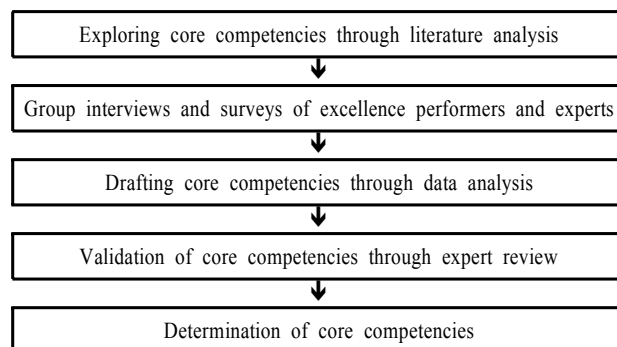 Exploring core competencies through literature analysis
Group interviews and surveys of excellence performers and experts
Drafting core competencies through data analysis
Validation of core competencies through expert review
Determination of core competencies